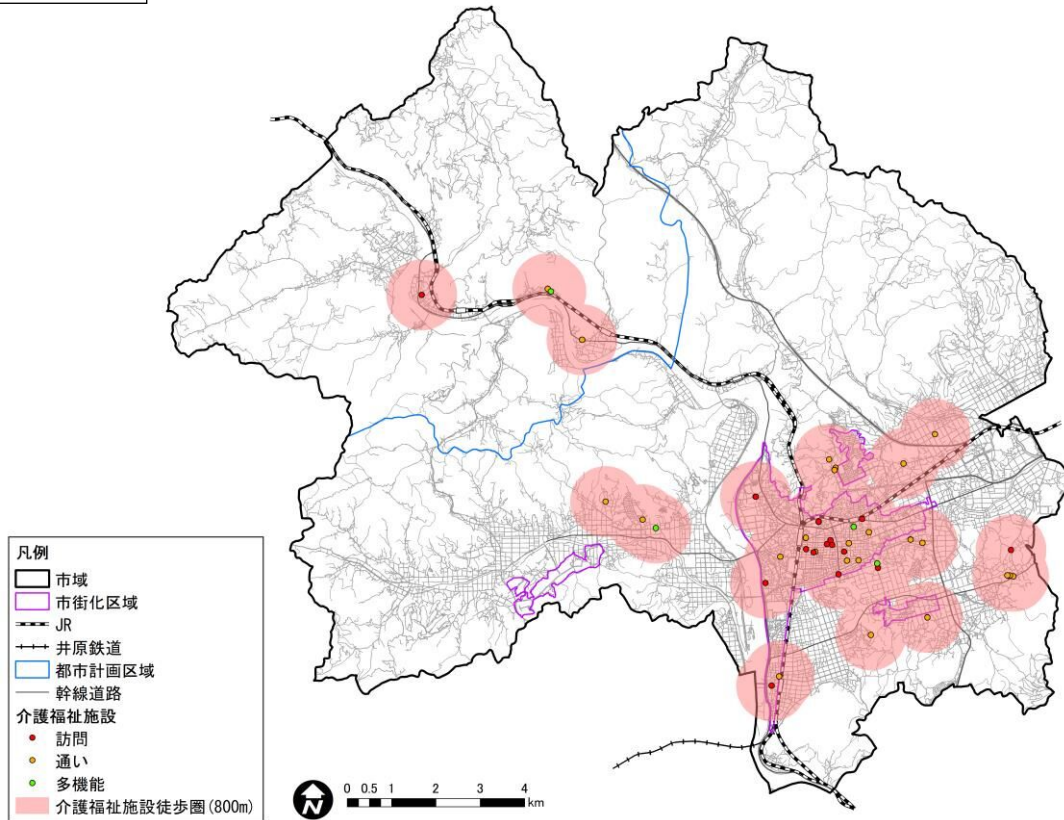 凡例
市域
市街化区域
JR
井原鉄道
都市計画区域
幹線道路
介護福祉施設
訪問
通い
多機能
介護福祉施設徒歩圏(800m)
N
0 0.5 1 2 3 4
km